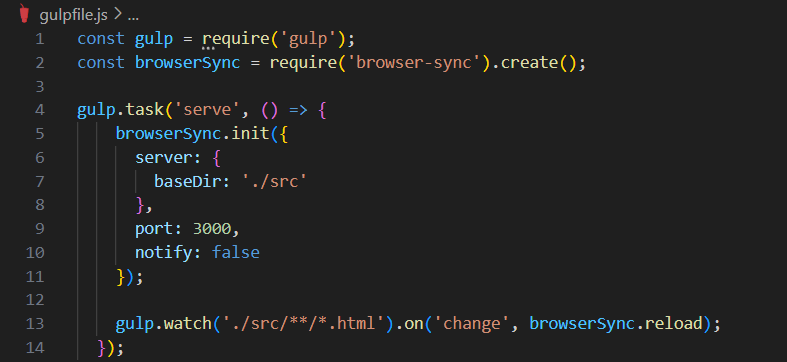 gulpfile.js > ...
1 const gulp = require('gulp');
2 const browserSync = require('browser-sync').create();
3
4 gulp.task('serve', () => {
5     browserSync.init({
6       server: {
7         baseDir: './src'
8       },
9       port: 3000,
10       notify: false
11     });
12
13     gulp.watch('./src/**/*.html').on('change', browserSync.reload);
14   });